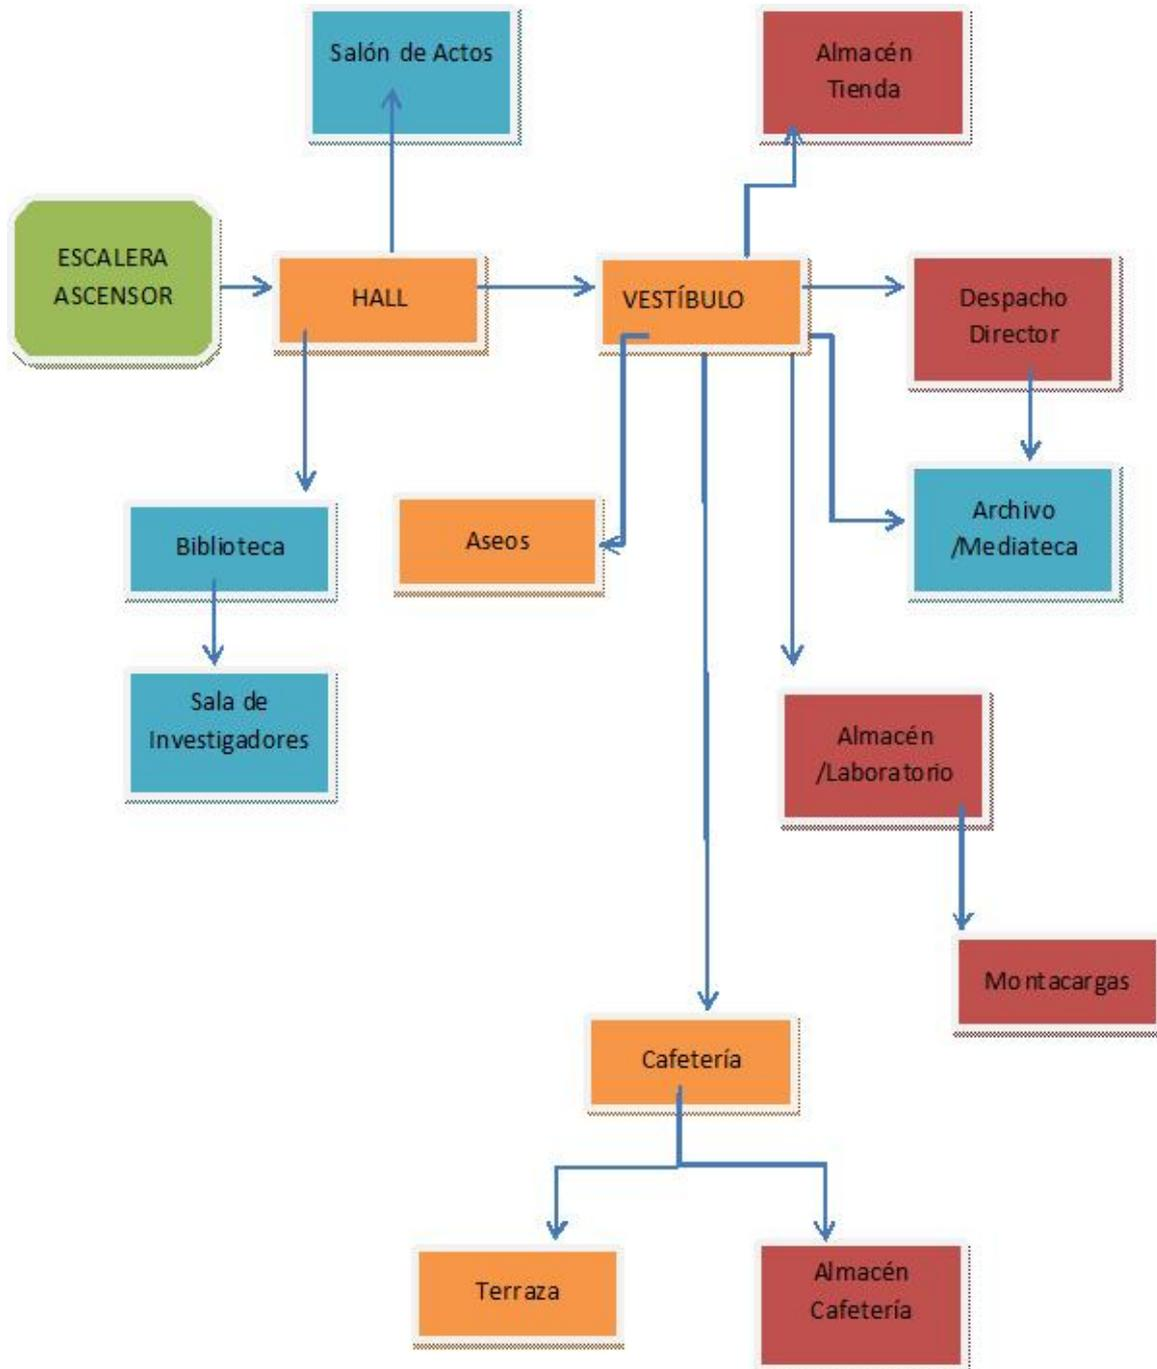 Salón de Actos
Almacén
Tienda
ESCALERA
ASCENSOR
HALL
VESTÍBULO
Despacho
Director
Biblioteca
Aseos
Archivo
/Mediateca
Sala de
Investigadores
Almacén
/Laboratorio
Montacargas
Cafetería
Terraza
Almacén
Cafetería